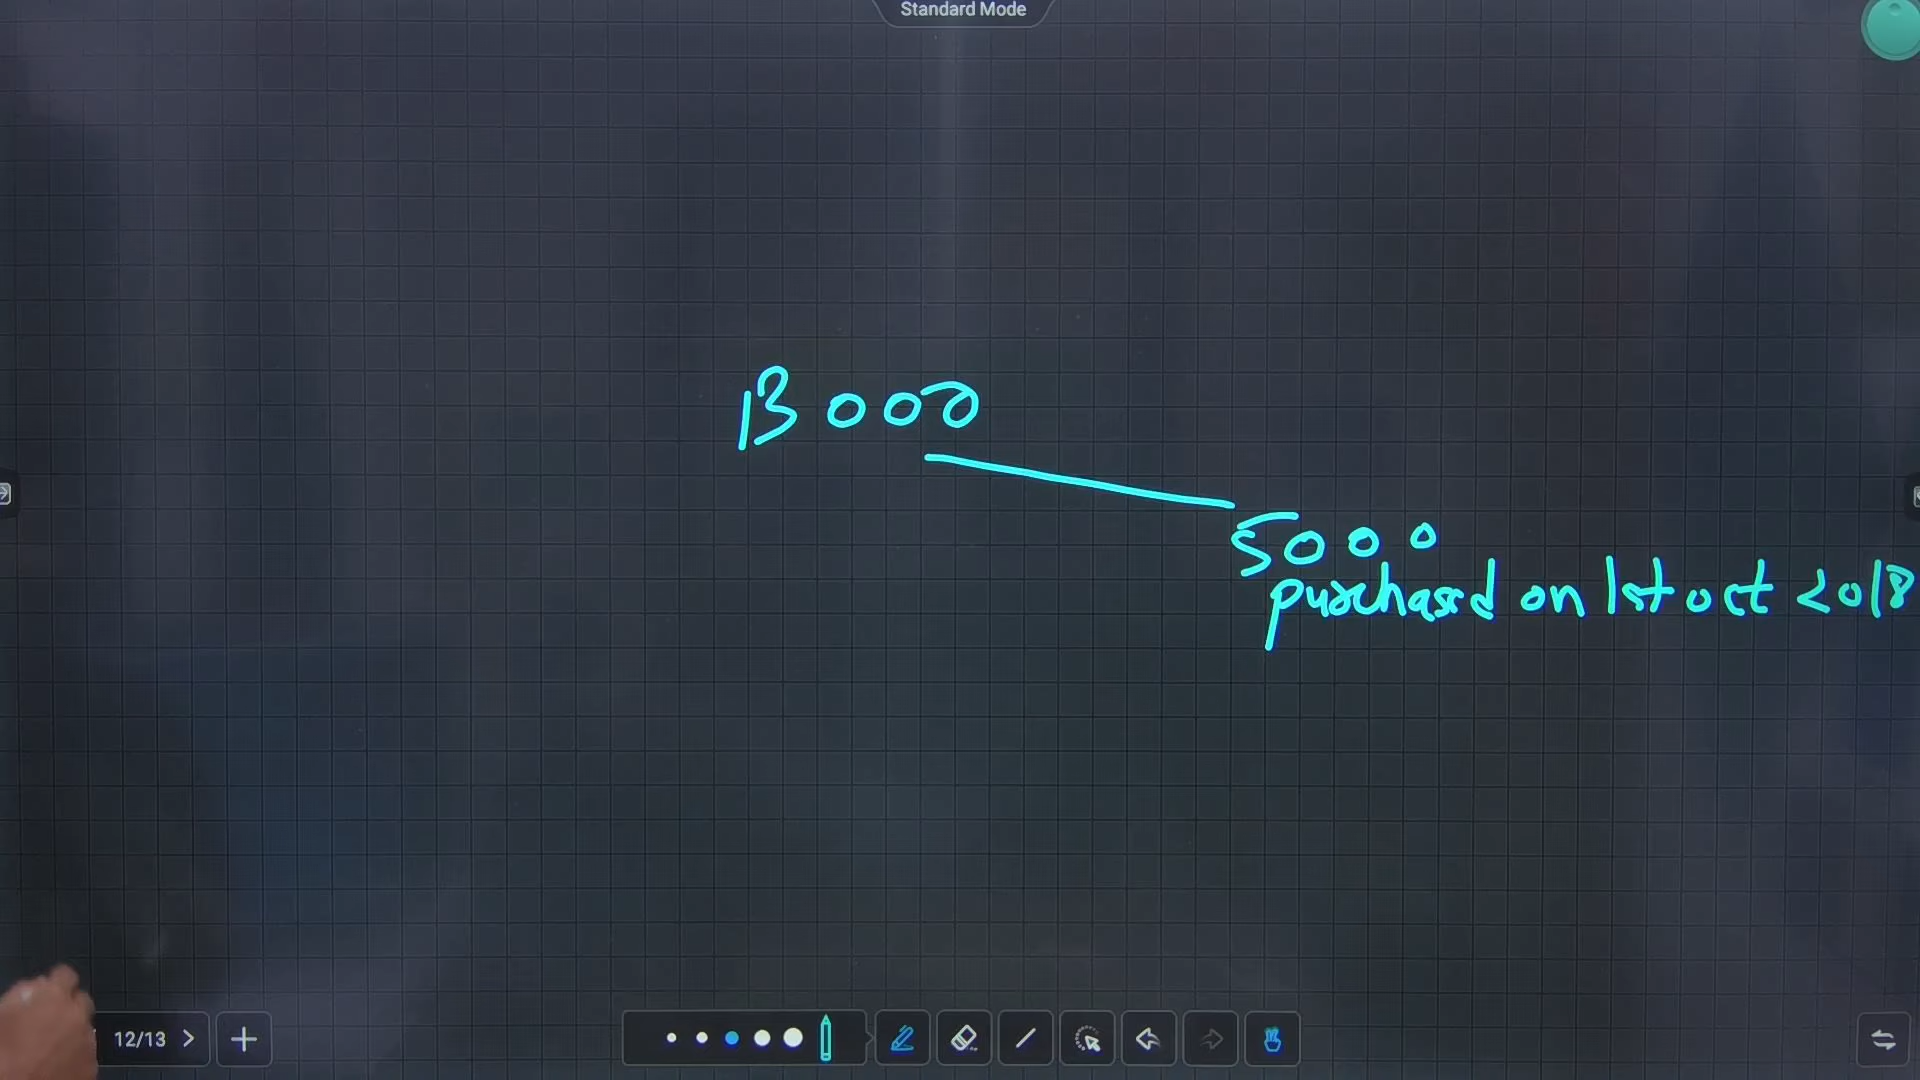 Standard Mode
13000
5000
purchased on 1st oct 2018
12/13